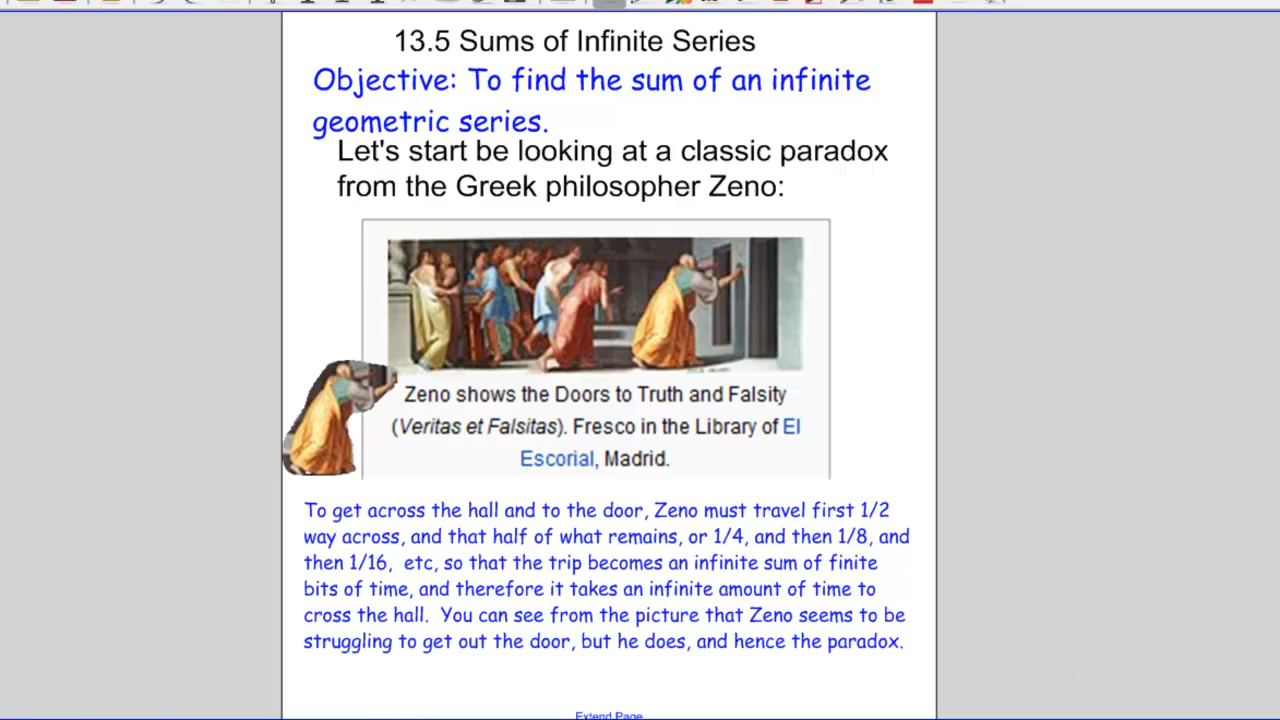 13.5 Sums of Infinite Series
Objective: To find the sum of an infinite
geometric series.
Let's start be looking at a classic paradox
from the Greek philosopher Zeno:
Zeno shows the Doors to Truth and Falsity
(Veritas et Falsitas). Fresco in the Library of El
Escorial, Madrid.
To get across the hall and to the door, Zeno must travel first 1/2
way across, and that half of what remains, or 1/4, and then 1/8, and
then 1/16, etc, so that the trip becomes an infinite sum of finite
bits of time, and therefore it takes an infinite amount of time to
cross the hall. You can see from the picture that Zeno seems to be
struggling to get out the door, but he does, and hence the paradox.
Extend Page